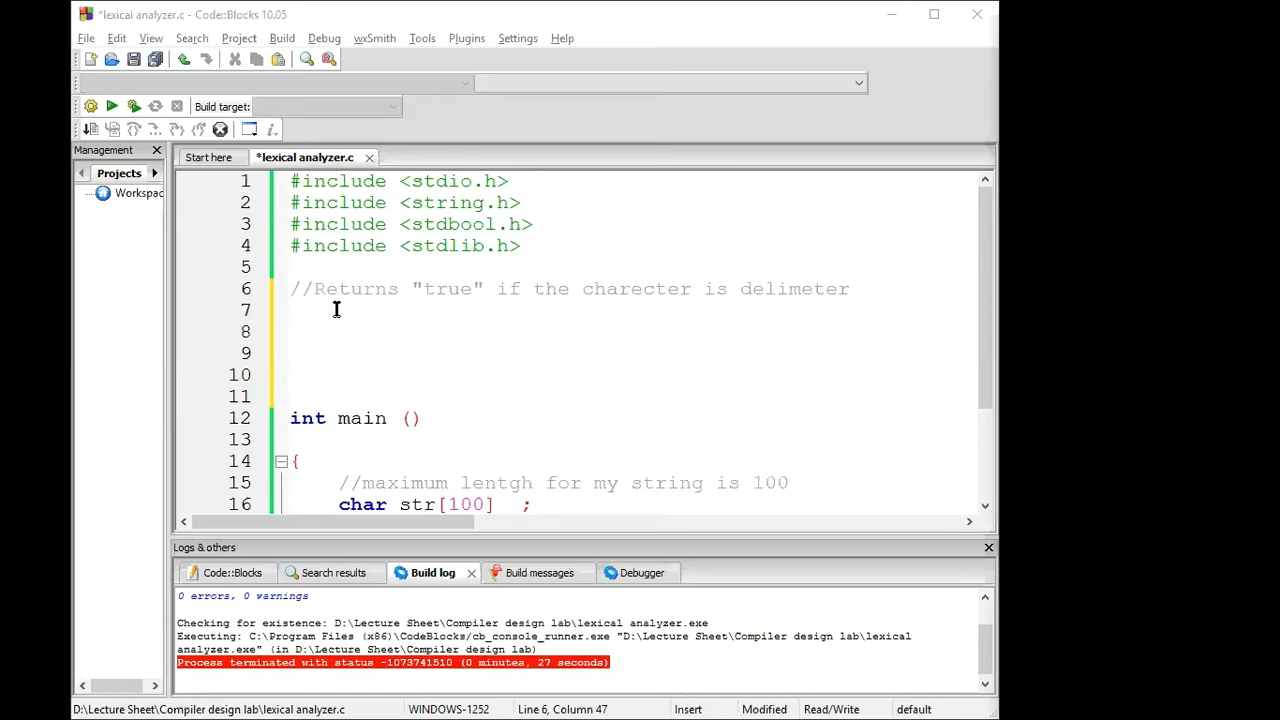 *lexical analyzer.c - Code::Blocks 10.05
File Edit View Search Project Build Debug wxSmith Tools Plugins Settings Help
Build target:
Management
Projects
Workspac
Start here *lexical analyzer.c
1 #include <stdio.h>
2 #include <string.h>
3 #include <stdbool.h>
4 #include <stdlib.h>
5
6 //Returns "true" if the charecter is delimeter
7
8
9
10
11
12 int main ()
13
14 {
15 //maximum lentgh for my string is 100
16 char str[100] ;
Logs & others
Code::Blocks Search results Build log Build messages Debugger
0 errors, 0 warnings
Checking for existence: D:\Lecture Sheet\Compiler design lab\lexical analyzer.exe
Executing: C:\Program Files (x86)\CodeBlocks/cb_console_runner.exe "D:\Lecture Sheet\Compiler design lab\lexical
analyzer.exe" (in D:\Lecture Sheet\Compiler design lab)
Process terminated with status -1073741510 (0 minutes, 27 seconds)
D:\Lecture Sheet\Compiler design lab\lexical analyzer.c WINDOWS-1252 Line 6, Column 47 Insert Modified Read/Write default